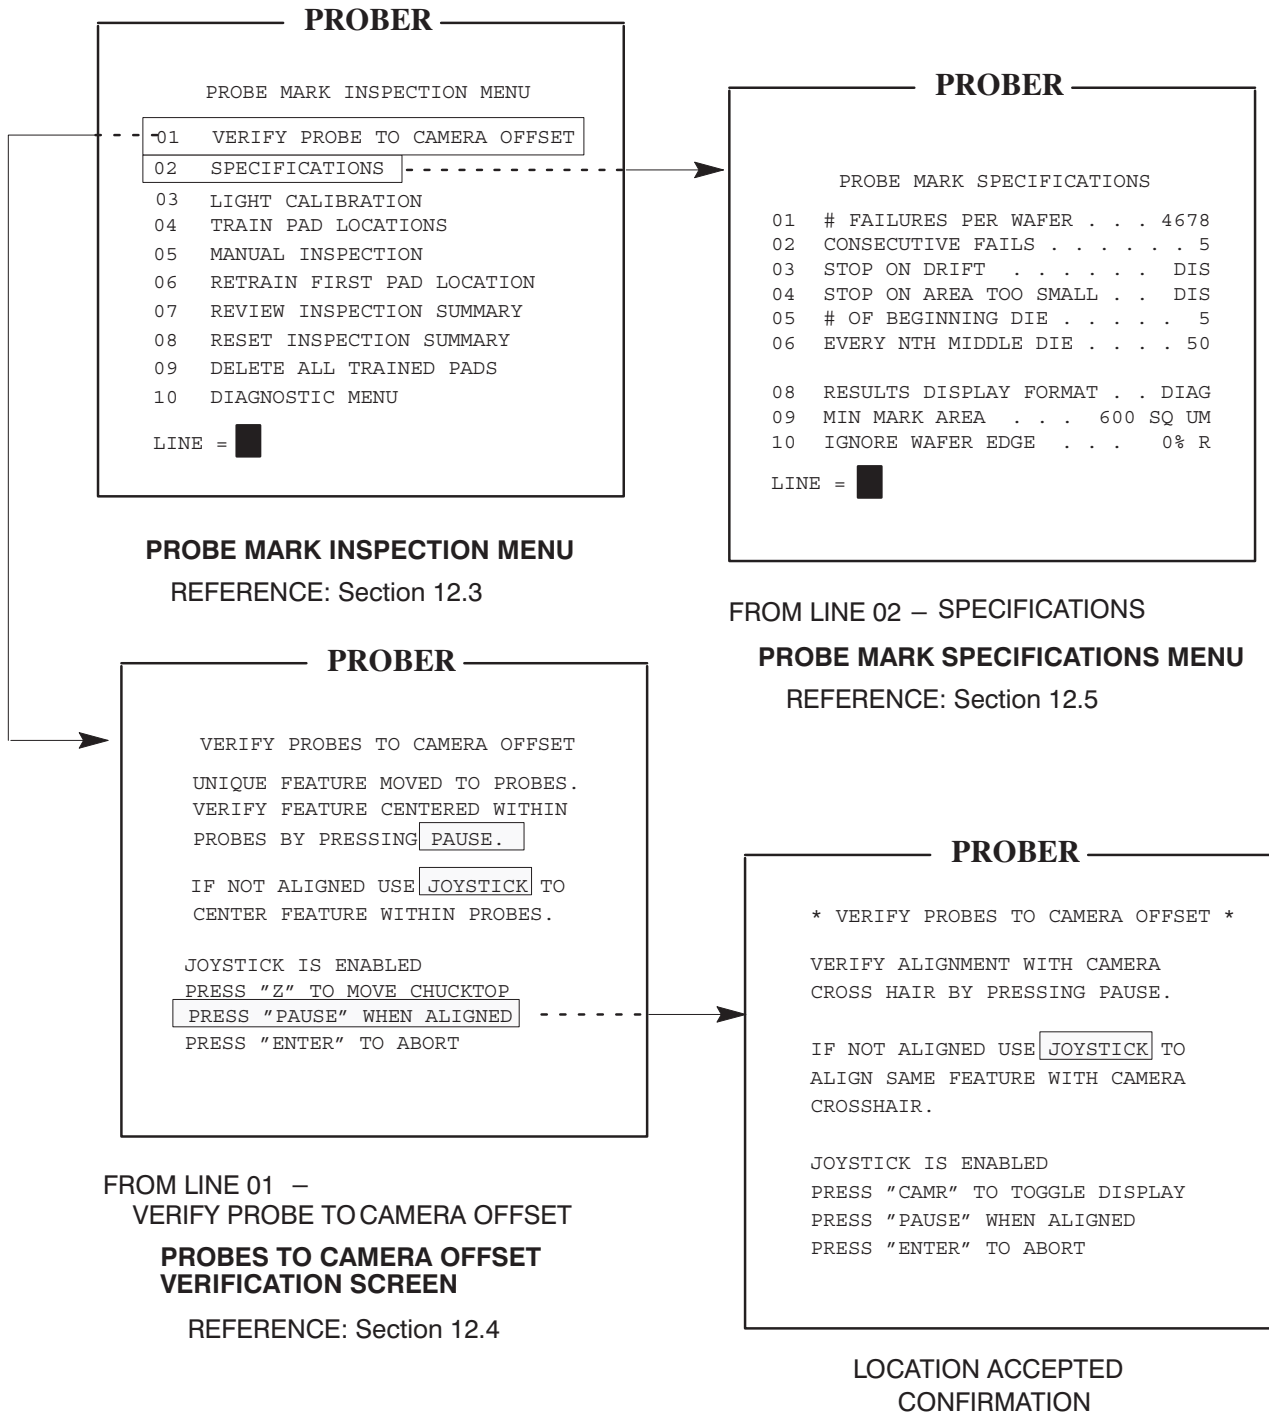 PROBER
PROBE MARK INSPECTION MENU
01 VERIFY PROBE TO CAMERA OFFSET
02 SPECIFICATIONS
03 LIGHT CALIBRATION
04 TRAIN PAD LOCATIONS
05 MANUAL INSPECTION
06 RETRAIN FIRST PAD LOCATION
07 REVIEW INSPECTION SUMMARY
08 RESET INSPECTION SUMMARY
09 DELETE ALL TRAINED PADS
10 DIAGNOSTIC MENU
LINE =
PROBE MARK INSPECTION MENU
REFERENCE: Section 12.3
PROBER
PROBE MARK SPECIFICATIONS
01 # FAILURES PER WAFER . . . 4678
02 CONSECUTIVE FAILS . . . . . . 5
03 STOP ON DRIFT . . . . . . DIS
04 STOP ON AREA TOO SMALL . . DIS
05 # OF BEGINNING DIE . . . . . 5
06 EVERY NTH MIDDLE DIE . . . . 50
08 RESULTS DISPLAY FORMAT . . DIAG
09 MIN MARK AREA . . . 600 SQ UM
10 IGNORE WAFER EDGE . . . 0% R
LINE =
FROM LINE 02 – SPECIFICATIONS
PROBE MARK SPECIFICATIONS MENU
REFERENCE: Section 12.5
PROBER
VERIFY PROBES TO CAMERA OFFSET
UNIQUE FEATURE MOVED TO PROBES.
VERIFY FEATURE CENTERED WITHIN
PROBES BY PRESSING PAUSE.
IF NOT ALIGNED USE JOYSTICK TO
CENTER FEATURE WITHIN PROBES.
JOYSTICK IS ENABLED
PRESS "Z" TO MOVE CHUCKTOP
PRESS "PAUSE" WHEN ALIGNED
PRESS "ENTER" TO ABORT
FROM LINE 01 –
VERIFY PROBE TO CAMERA OFFSET
PROBES TO CAMERA OFFSET
VERIFICATION SCREEN
REFERENCE: Section 12.4
PROBER
* VERIFY PROBES TO CAMERA OFFSET *
VERIFY ALIGNMENT WITH CAMERA
CROSS HAIR BY PRESSING PAUSE.
IF NOT ALIGNED USE JOYSTICK TO
ALIGN SAME FEATURE WITH CAMERA
CROSSHAIR.
JOYSTICK IS ENABLED
PRESS "CAMR" TO TOGGLE DISPLAY
PRESS "PAUSE" WHEN ALIGNED
PRESS "ENTER" TO ABORT
LOCATION ACCEPTED
CONFIRMATION